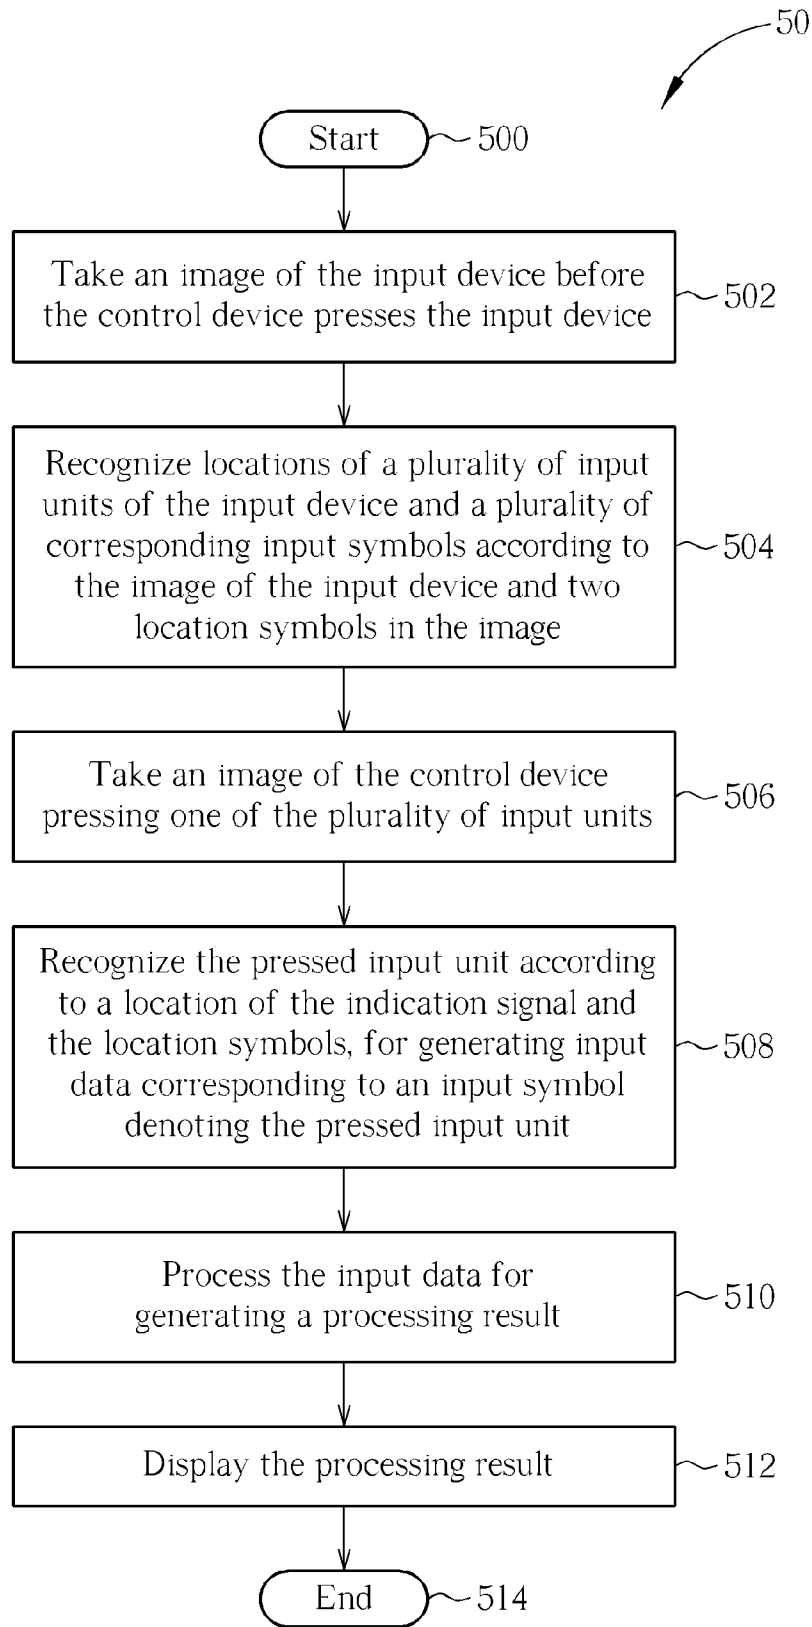 50
Start
500
Take an image of the input device before
the control device presses the input device
502
Recognize locations of a plurality of input
units of the input device and a plurality of
corresponding input symbols according to
the image of the input device and two
location symbols in the image
504
Take an image of the control device
pressing one of the plurality of input units
506
Recognize the pressed input unit according
to a location of the indication signal and
the location symbols, for generating input
data corresponding to an input symbol
denoting the pressed input unit
508
Process the input data for
generating a processing result
510
Display the processing result
512
End
514